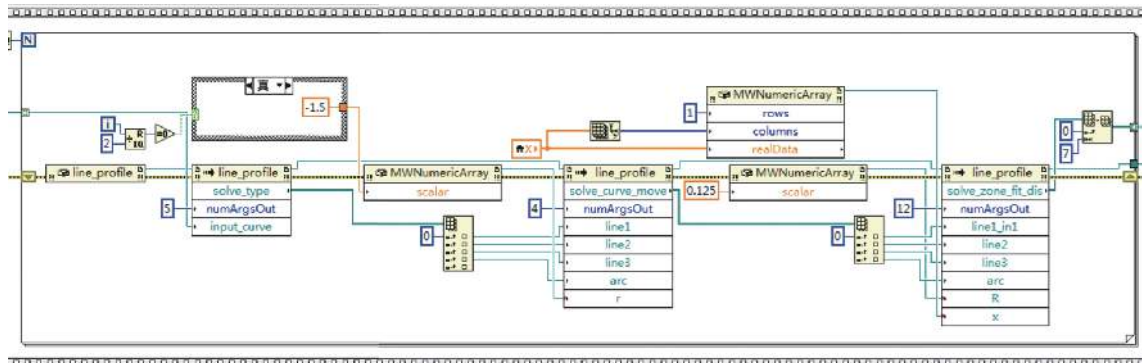 N
真
-1.5
i
2
R
IQ
=0
line_profile
line_profile
solve_type
numArgsOut
input_curve
5
MWNumericArray
scalar
0
1
MWNumericArray
rows
columns
realData
X
line_profile
solve_curve_move
numArgsOut
line1
line2
line3
arc
r
4
0.125
MWNumericArray
scalar
0
12
line_profile
solve_zone_fit_dis
numArgsOut
line1_in1
line2
line3
arc
R
x
0
7